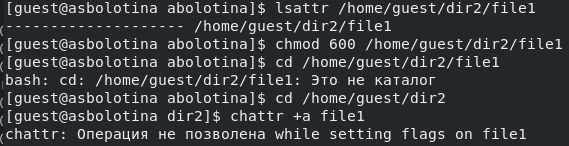 [guest@asbolotina abolotina]$ lsattr /home/guest/dir2/file1
-------------------- /home/guest/dir2/file1
[guest@asbolotina abolotina]$ chmod 600 /home/guest/dir2/file1
[guest@asbolotina abolotina]$ cd /home/guest/dir2/file1
bash: cd: /home/guest/dir2/file1: Это не каталог
[guest@asbolotina abolotina]$ cd /home/guest/dir2
[guest@asbolotina dir2]$ chattr +a file1
chattr: Операция не позволена while setting flags on file1